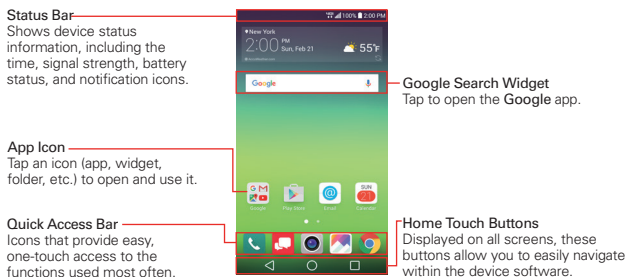 Status Bar
Shows device status
information, including the
time, signal strength, battery
status, and notification icons.
100% 2:00 PM
New York
2:00 PM
Sun, Feb 21
55°F
Google
Google Search Widget
Tap to open the Google app.
App Icon
Tap an icon (app, widget,
folder, etc.) to open and use it.
SUN
21
Google Play Store Email Calendar
Quick Access Bar
Icons that provide easy,
one-touch access to the
functions used most often.
Home Touch Buttons
Displayed on all screens, these
buttons allow you to easily navigate
within the device software.